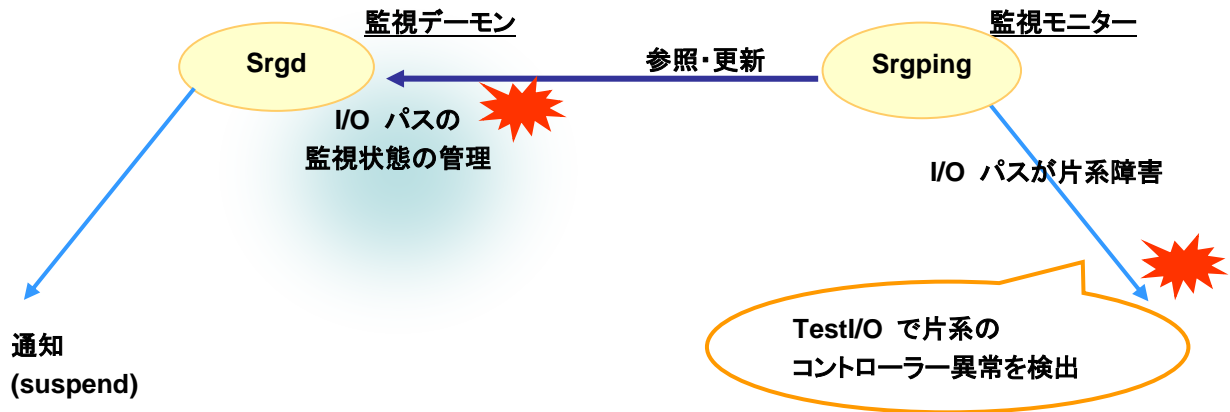 監視デーモン
監視モニター
Srgd
参照・更新
Srgping
I/O パスの
監視状態の管理
I/O パスが片系障害
TestI/O で片系の
コントローラー異常を検出
通知
(suspend)